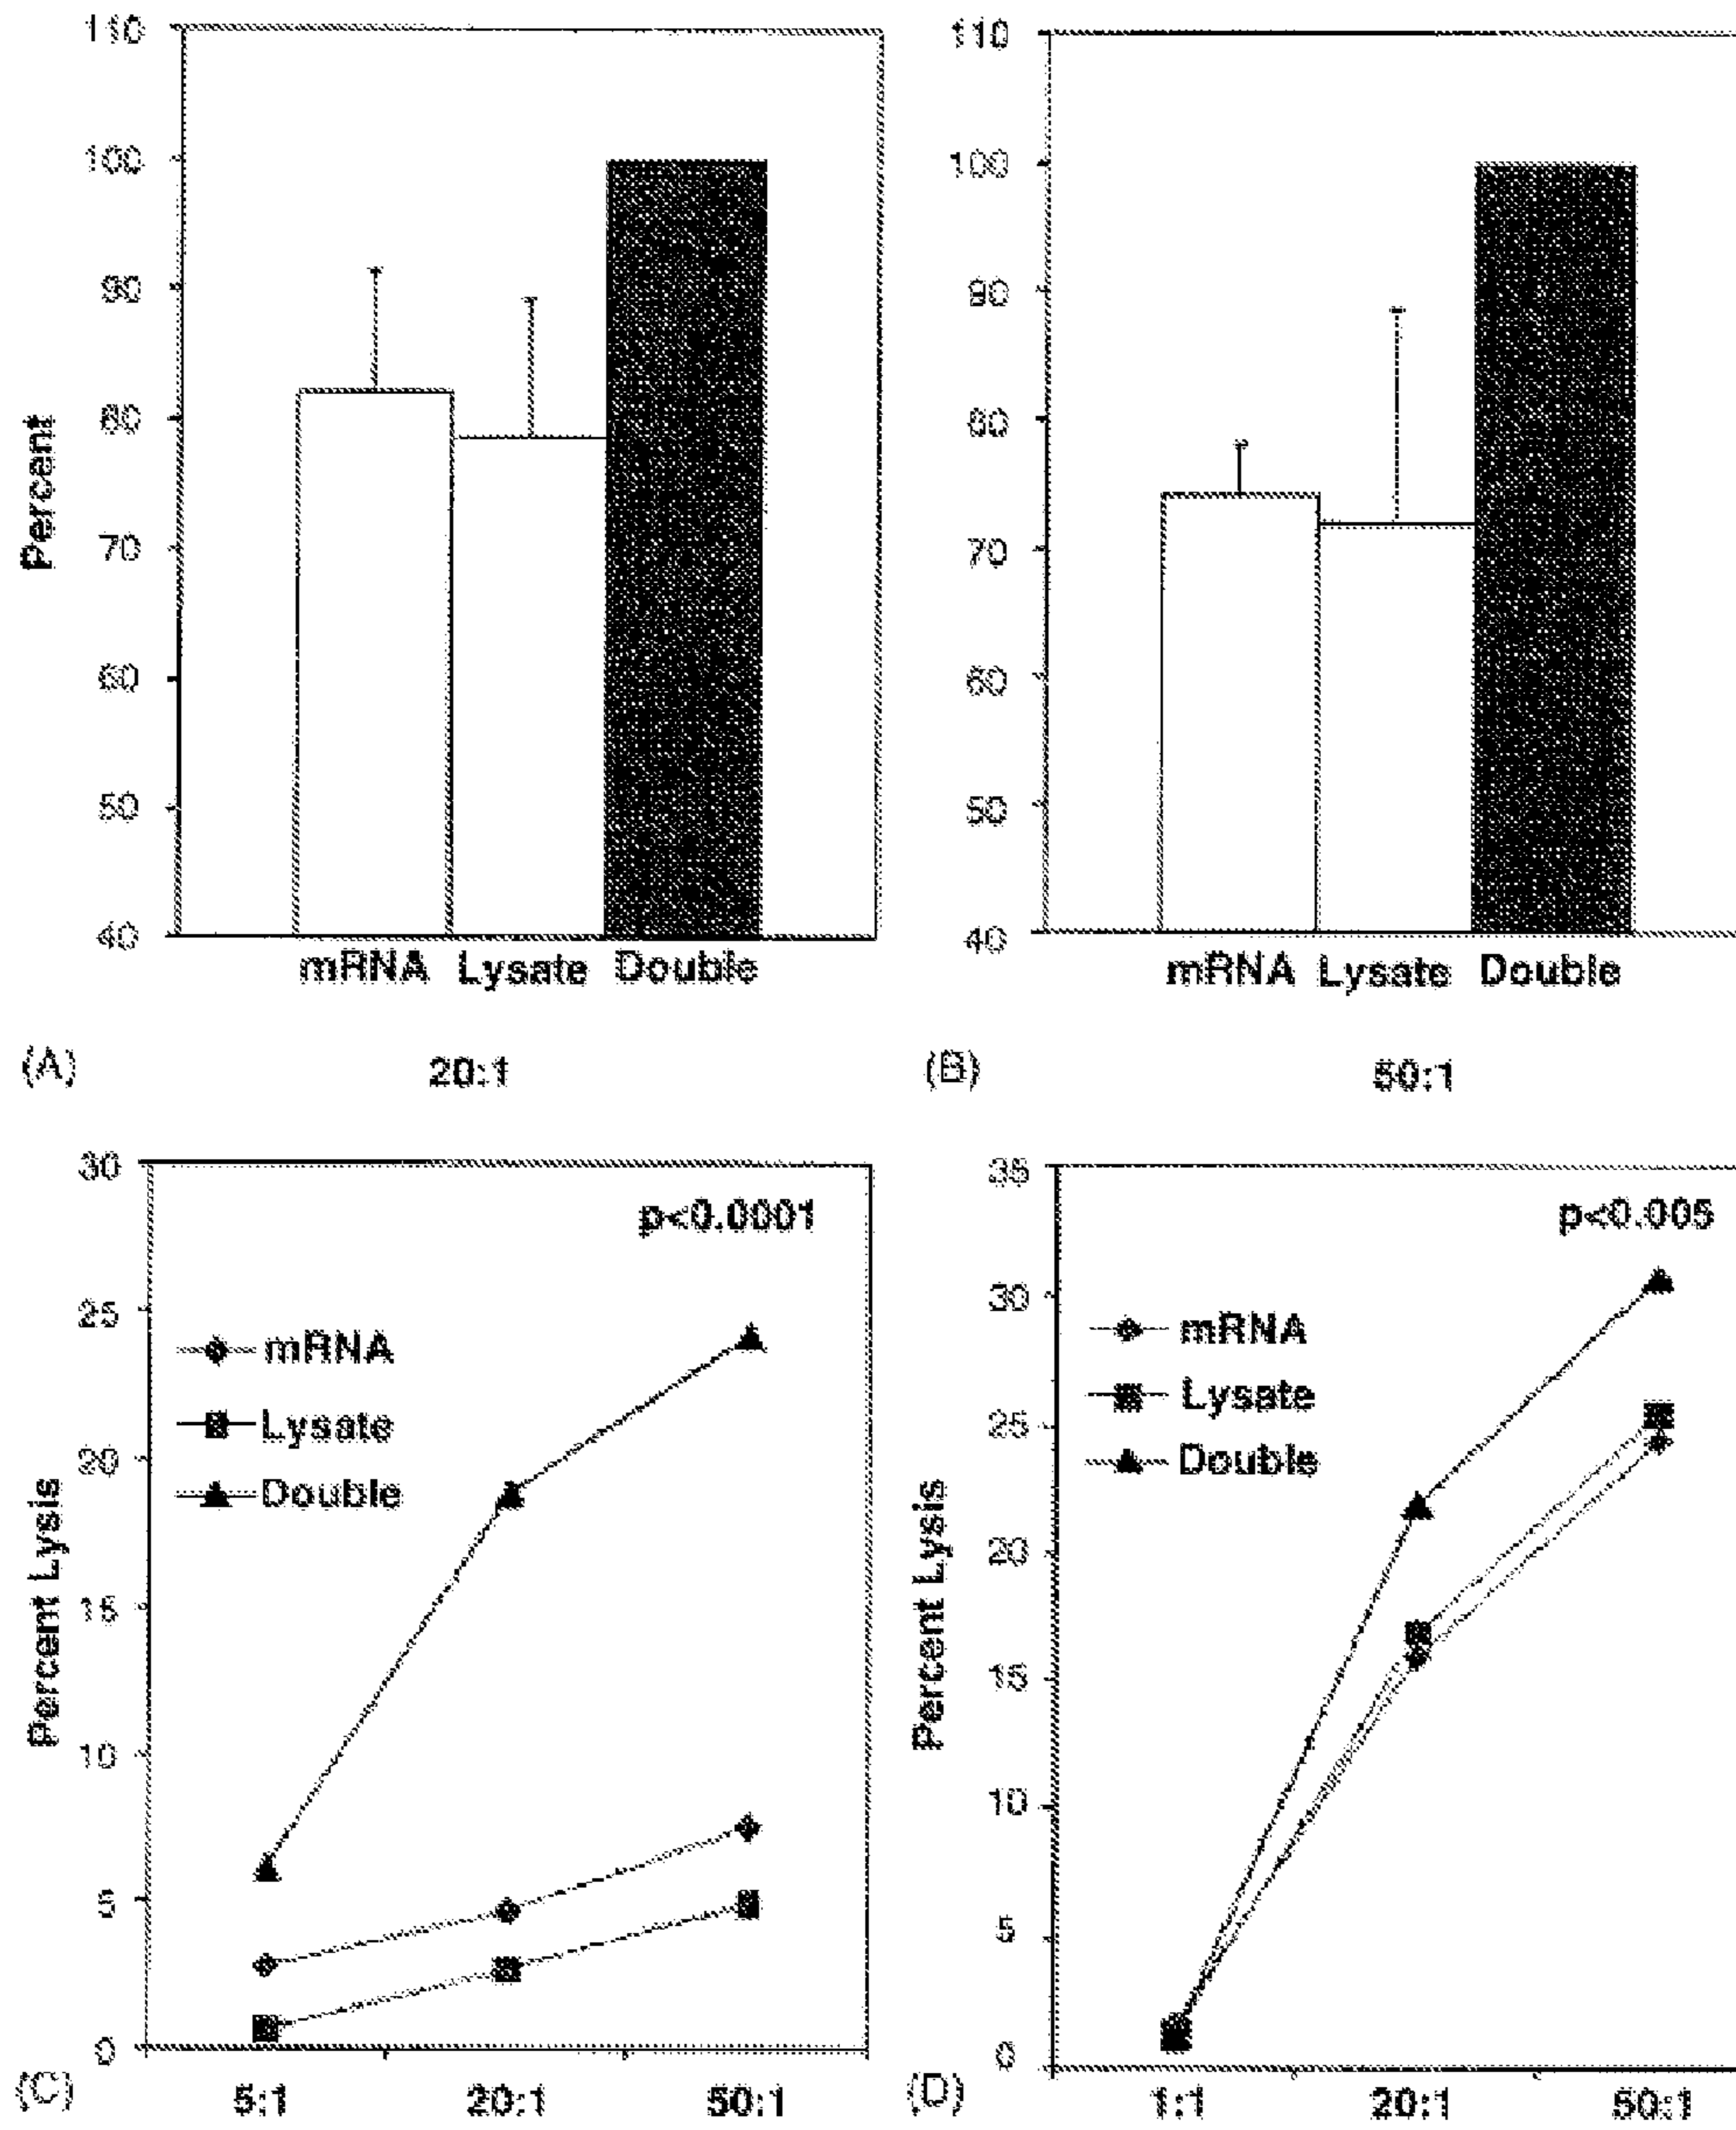 110
100
90
80
70
60
50
40
Percent
mRNA Lysate Double
(A)
20:1
110
100
90
80
70
60
50
40
mRNA Lysate Double
(B)
50:1
30
25
20
15
10
5
0
Percent Lysis
p<0.0001
mRNA
Lysate
Double
(C)
5:1 20:1 50:1
35
30
25
20
15
10
5
0
Percent Lysis
p<0.005
mRNA
Lysate
Double
(D)
1:1 20:1 50:1